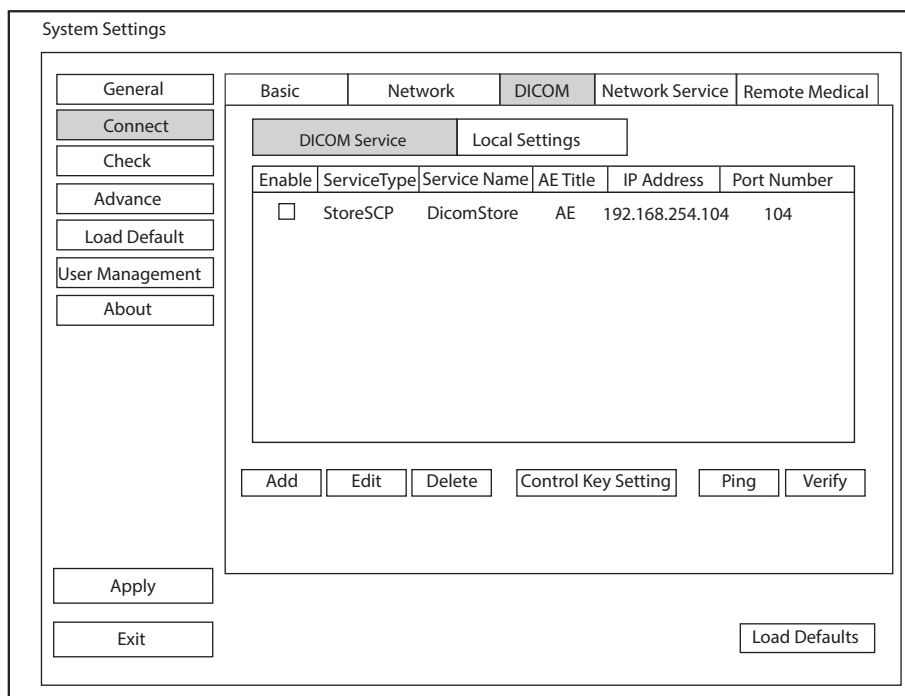 System Settings
General
Connect
Check
Advance
Load Default
User Management
About
Apply
Exit
Basic Network DICOM Network Service Remote Medical
DICOM Service Local Settings
Enable ServiceType Service Name AE Title IP Address Port Number
StoreSCP DicomStore AE 192.168.254.104 104
Add Edit Delete Control Key Setting Ping Verify
Load Defaults